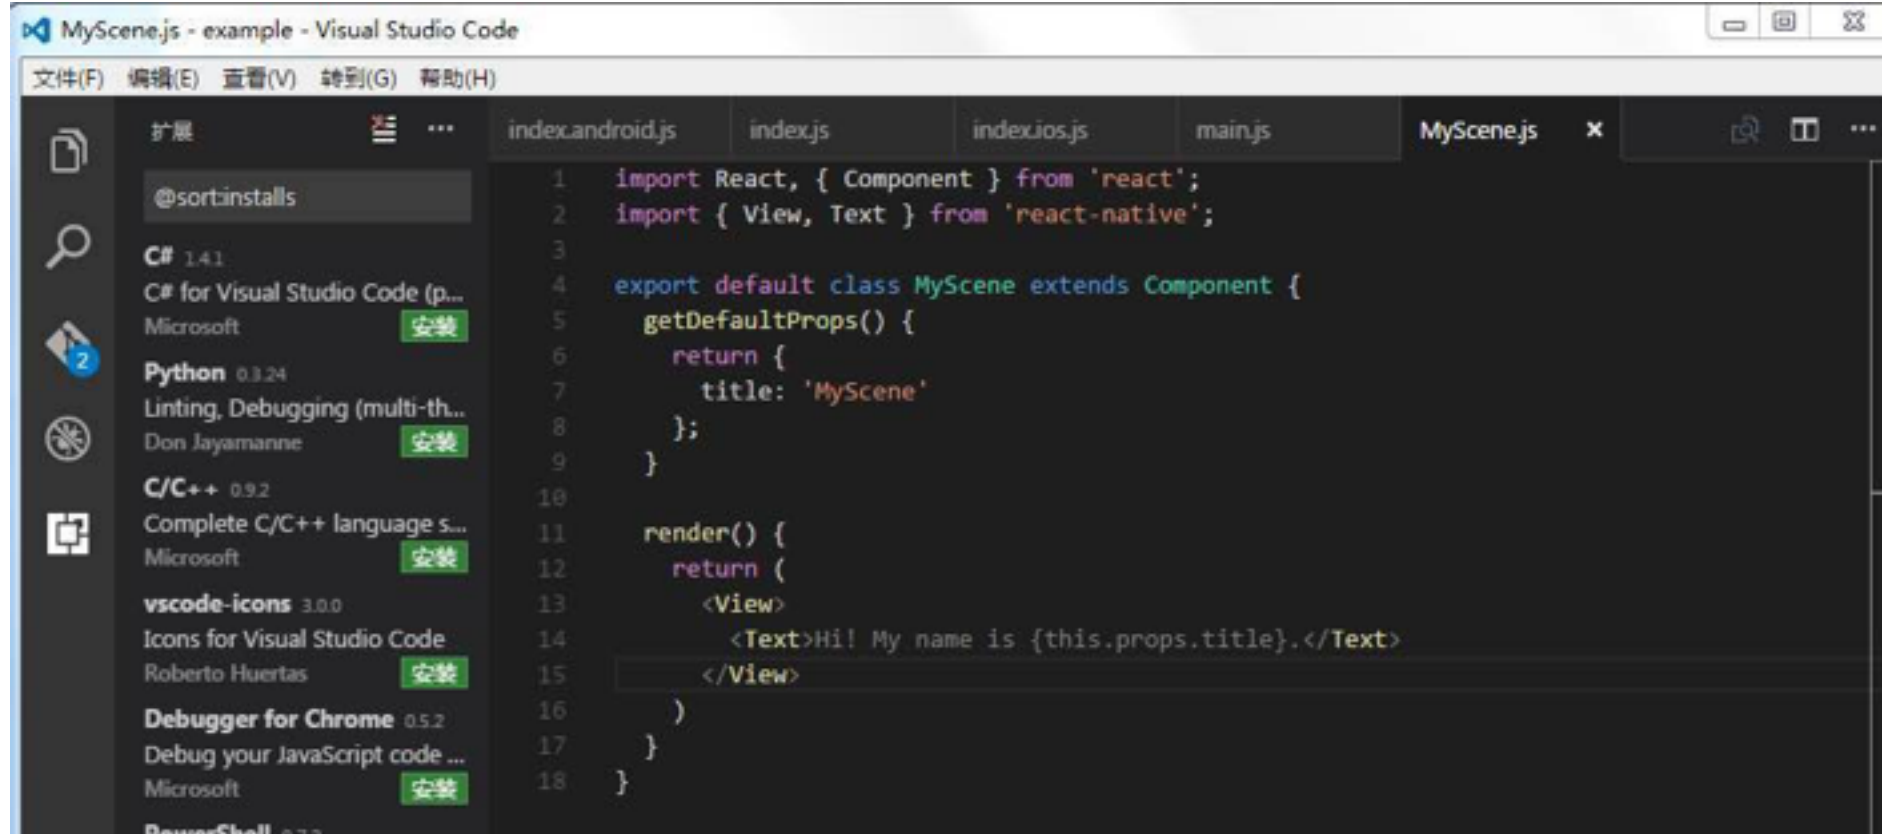 MyScene.js - example - Visual Studio Code
文件(F) 编辑(E) 查看(V) 转到(G) 帮助(H)
扩展
@sort:installs
C# 1.4.1
C# for Visual Studio Code (p...
Microsoft 安装
Python 0.3.24
Linting, Debugging (multi-th...
Don Jayamanne 安装
C/C++ 0.9.2
Complete C/C++ language s...
Microsoft 安装
vscode-icons 3.0.0
Icons for Visual Studio Code
Roberto Huertas 安装
Debugger for Chrome 0.5.2
Debug your JavaScript code ...
Microsoft 安装
PowerShell
2
index.android.js index.js index.ios.js main.js MyScene.js
1 import React, { Component } from 'react';
2 import { View, Text } from 'react-native';
3
4 export default class MyScene extends Component {
5 getDefaultProps() {
6 return {
7 title: 'MyScene'
8 };
9 }
10
11 render() {
12 return (
13 <View>
14 <Text>Hi! My name is {this.props.title}.</Text>
15 </View>
16 )
17 }
18 }